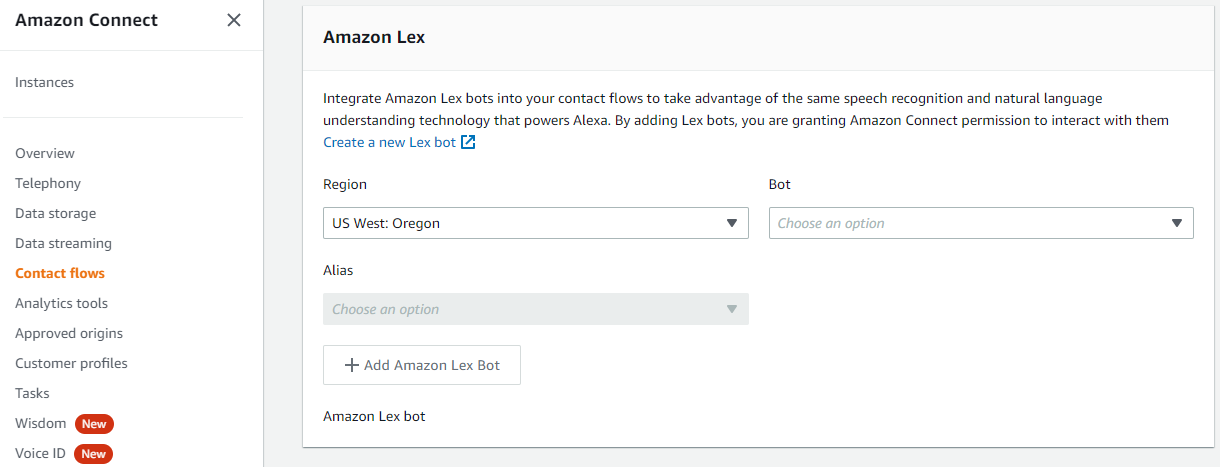 Amazon Connect
Instances
Overview
Telephony
Data storage
Data streaming
Contact flows
Analytics tools
Approved origins
Customer profiles
Tasks
Wisdom New
Voice ID New
Amazon Lex
Integrate Amazon Lex bots into your contact flows to take advantage of the same speech recognition and natural language
understanding technology that powers Alexa. By adding Lex bots, you are granting Amazon Connect permission to interact with them
Create a new Lex bot
Region
US West: Oregon
Bot
Choose an option
Alias
Choose an option
Add Amazon Lex Bot
Amazon Lex bot